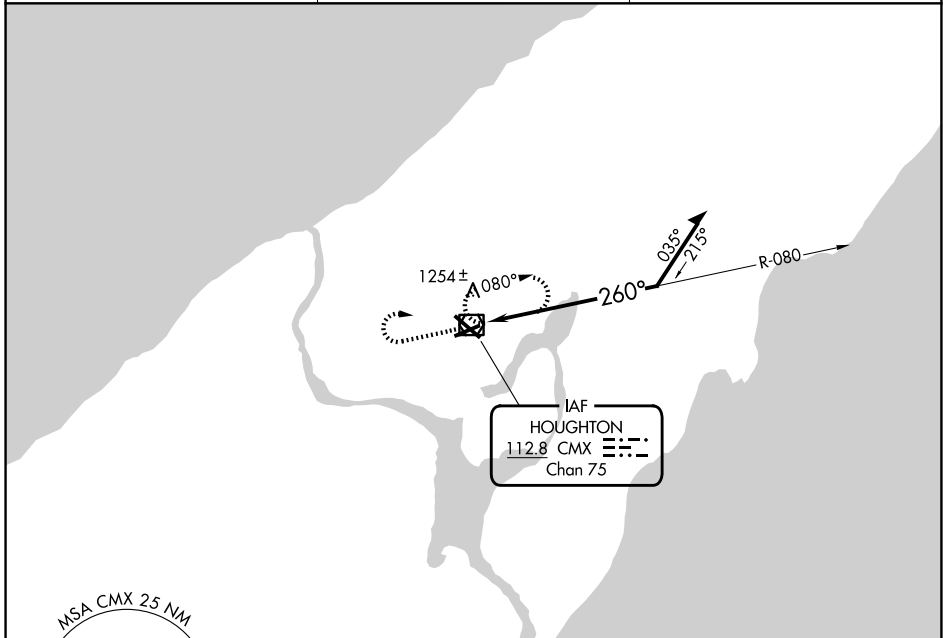 035°
215°
R-080
1254±
080°
260°
IAF
HOUGHTON
112.8 CMX
Chan 75
MSA CMX 25 NM